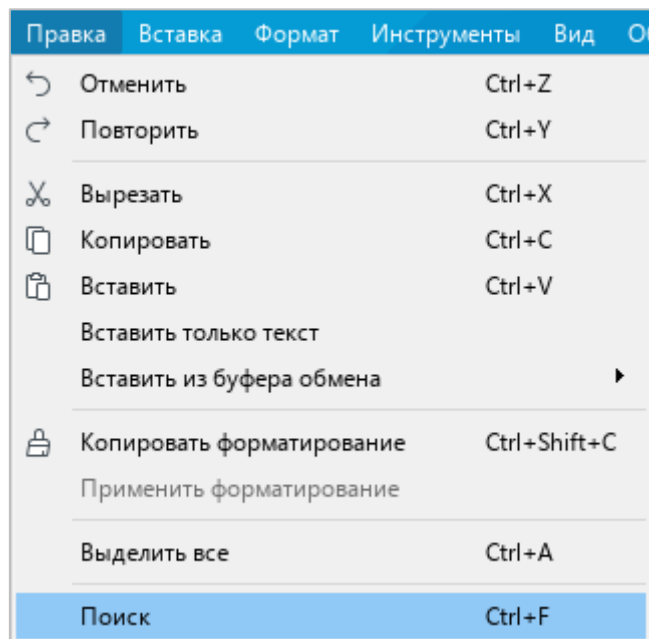 Правка Вставка Формат Инструменты Вид
Отменить Ctrl+Z
Повторить Ctrl+Y
Вырезать Ctrl+X
Копировать Ctrl+C
Вставить Ctrl+V
Вставить только текст
Вставить из буфера обмена
Копировать форматирование Ctrl+Shift+C
Применить форматирование
Выделить все Ctrl+A
Поиск Ctrl+F